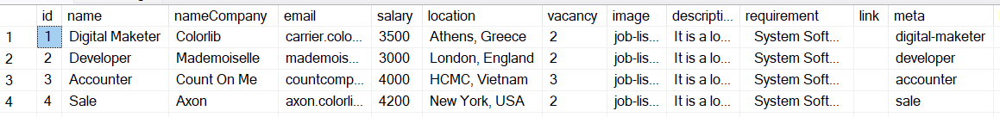 id name nameCompany email salary location vacancy image descripti... requirement link meta
1 1 Digital Maketer Colorlib carrier.colo... 3500 Athens, Greece 2 job-lis... It is a lo... System Soft... digital-maketer
2 2 Developer Mademoiselle mademois... 3000 London, England 2 job-lis... It is a lo... System Soft... developer
3 3 Accounter Count On Me countcomp... 4000 HCMC, Vietnam 3 job-lis... It is a lo... System Soft... accounter
4 4 Sale Axon axon.colorli... 4200 New York, USA 2 job-lis... It is a lo... System Soft... sale